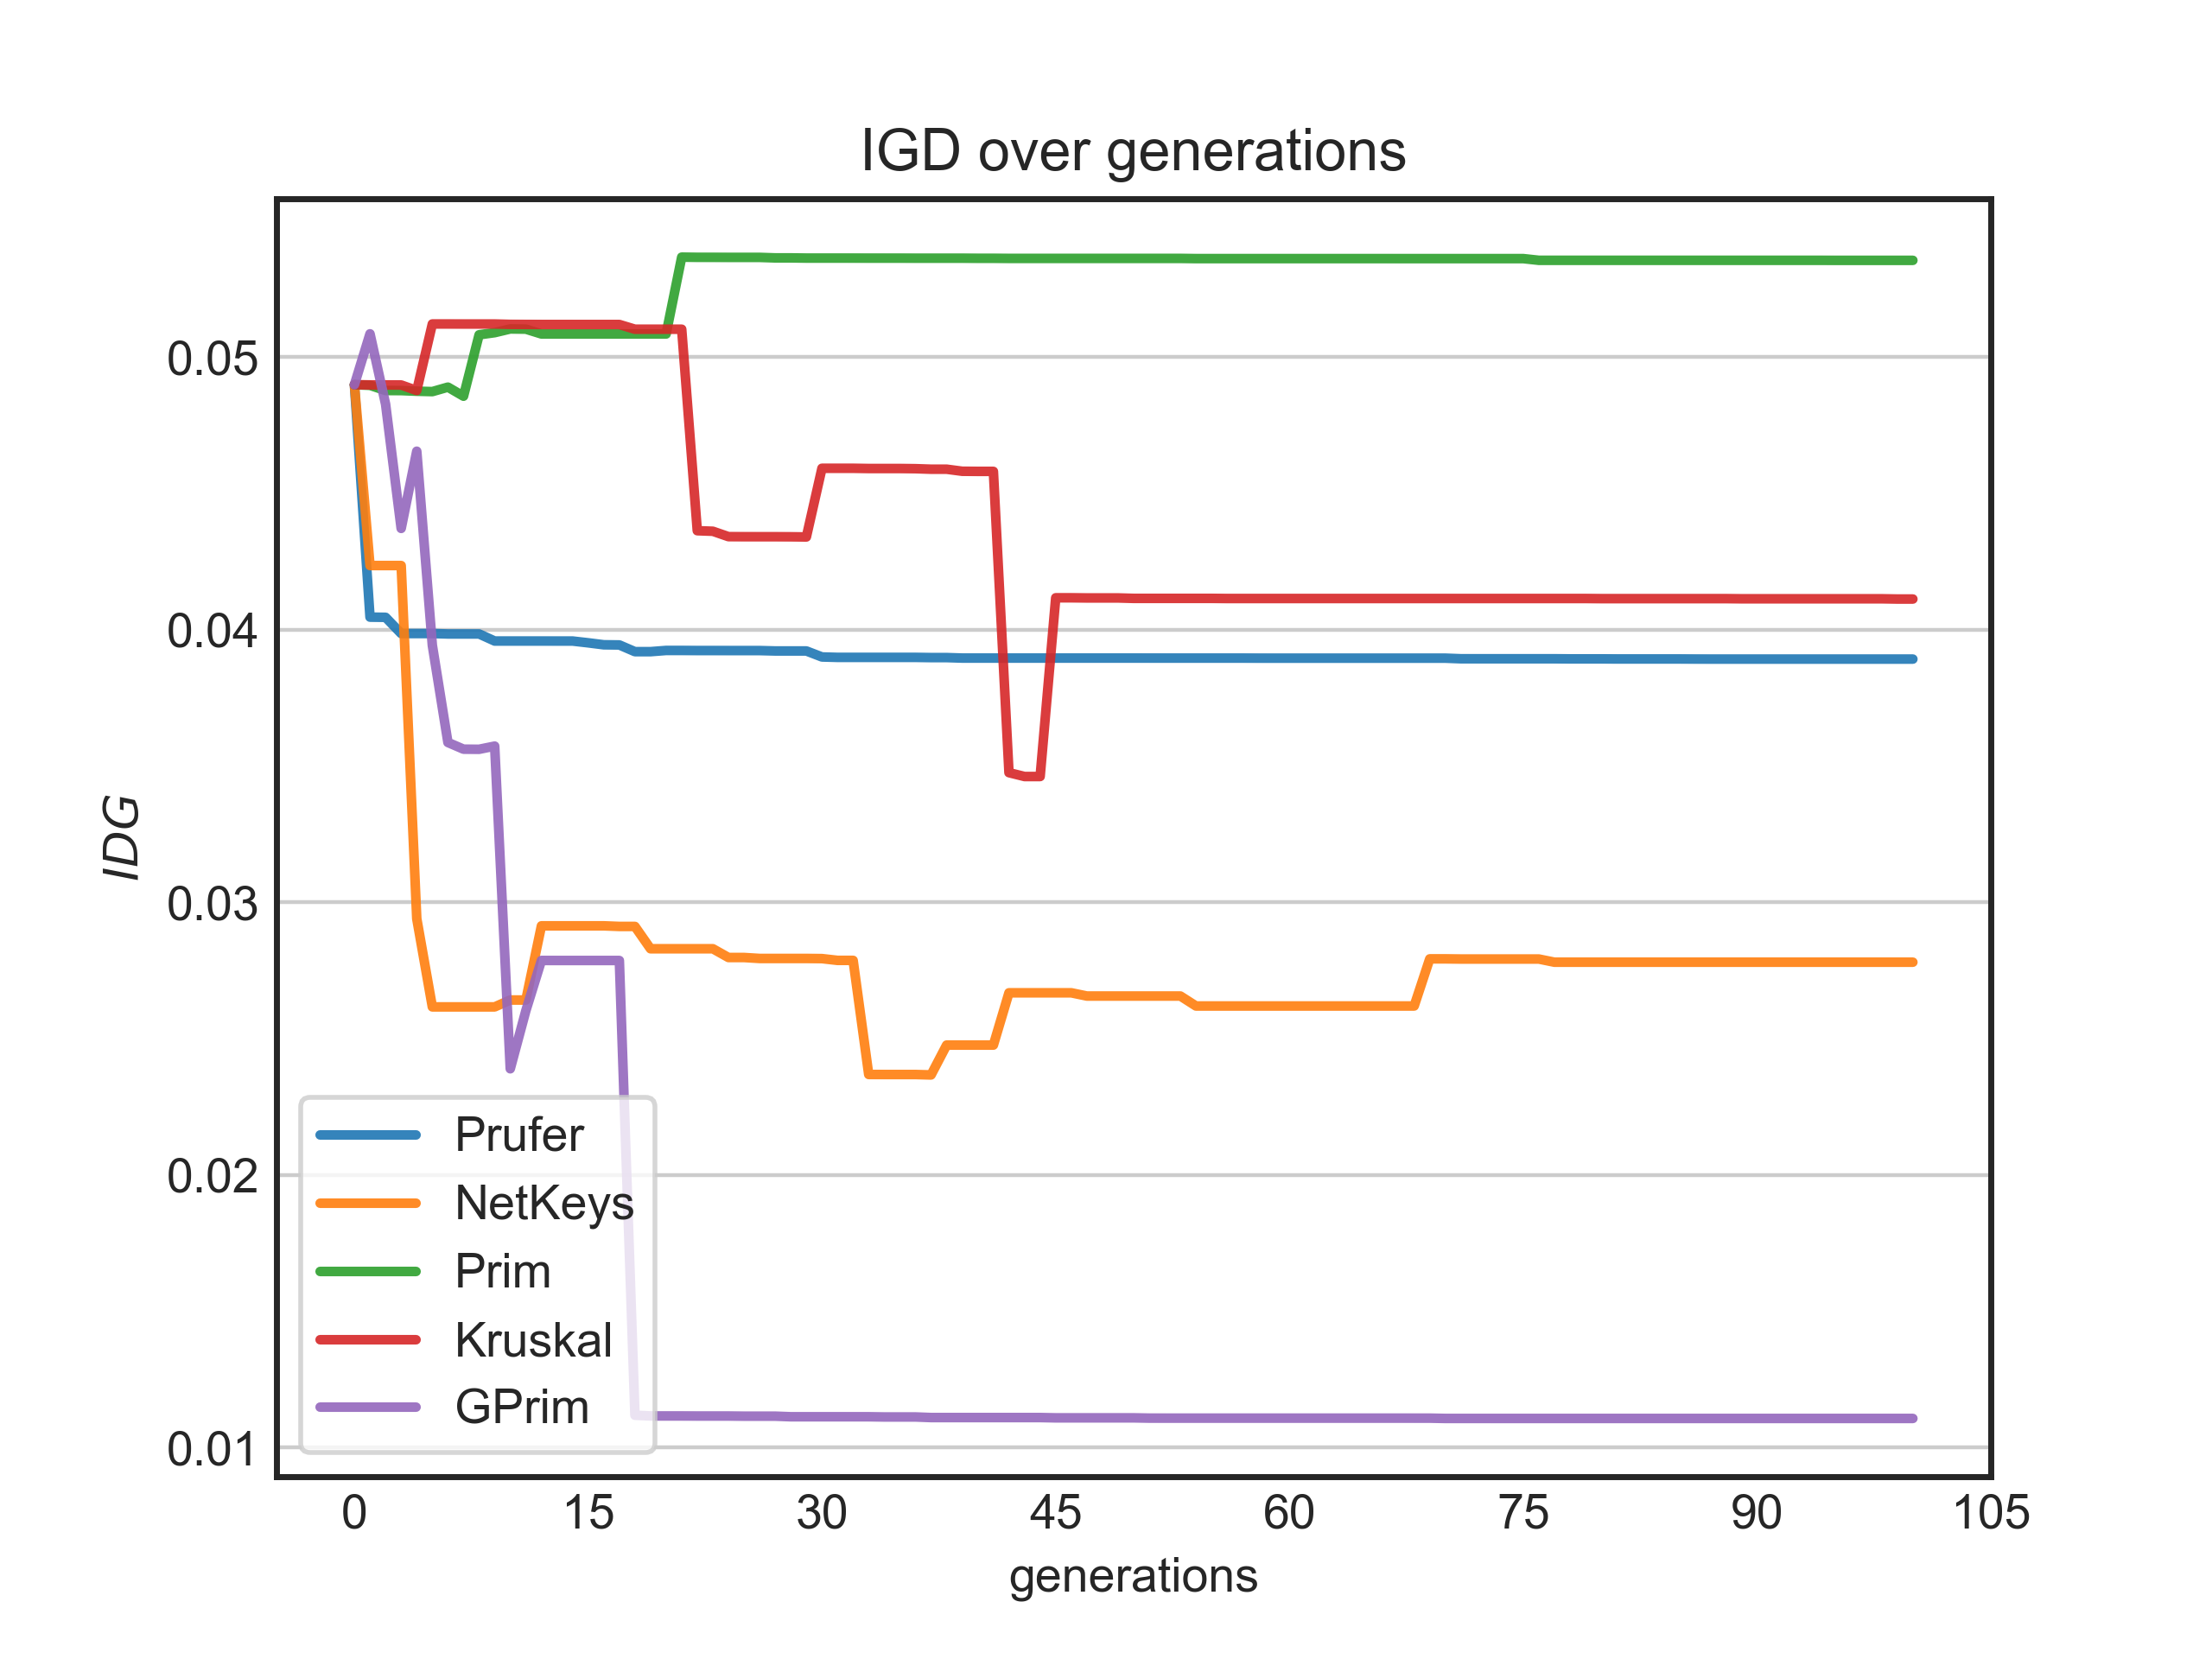 IGD over generations
IDG
0.05
0.04
0.03
0.02
0.01
Prufer
NetKeys
Prim
Kruskal
GPrim
0 15 30 45 60 75 90 105
generations